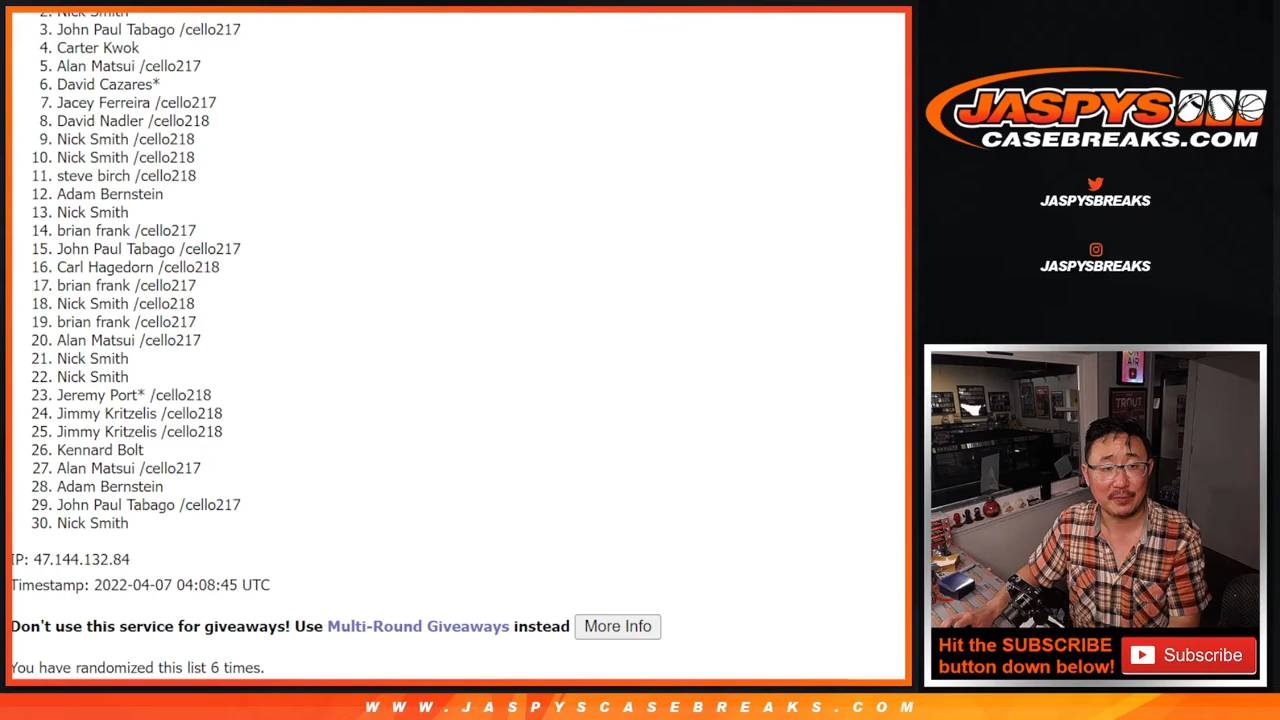 2. Nick Smith
3. John Paul Tabago /cello217
4. Carter Kwok
5. Alan Matsui /cello217
6. David Cazares*
7. Jacey Ferreira /cello217
8. David Nadler /cello218
9. Nick Smith /cello218
10. Nick Smith /cello218
11. steve birch /cello218
12. Adam Bernstein
13. Nick Smith
14. brian frank /cello217
15. John Paul Tabago /cello217
16. Carl Hagedorn /cello218
17. brian frank /cello217
18. Nick Smith /cello218
19. brian frank /cello217
20. Alan Matsui /cello217
21. Nick Smith
22. Nick Smith
23. Jeremy Port* /cello218
24. Jimmy Kritzelis /cello218
25. Jimmy Kritzelis /cello218
26. Kennard Bolt
27. Alan Matsui /cello217
28. Adam Bernstein
29. John Paul Tabago /cello217
30. Nick Smith
IP: 47.144.132.84
Timestamp: 2022-04-07 04:08:45 UTC
Don't use this service for giveaways! Use Multi-Round Giveaways instead More Info
You have randomized this list 6 times.
JASPYS
CASEBREAKS.COM
JASPYSBREAKS
JASPYSBREAKS
ON
AIR
TROUT
Hit the SUBSCRIBE
button down below!
Subscribe
WWW.JASPYSCASEBREAKS.COM